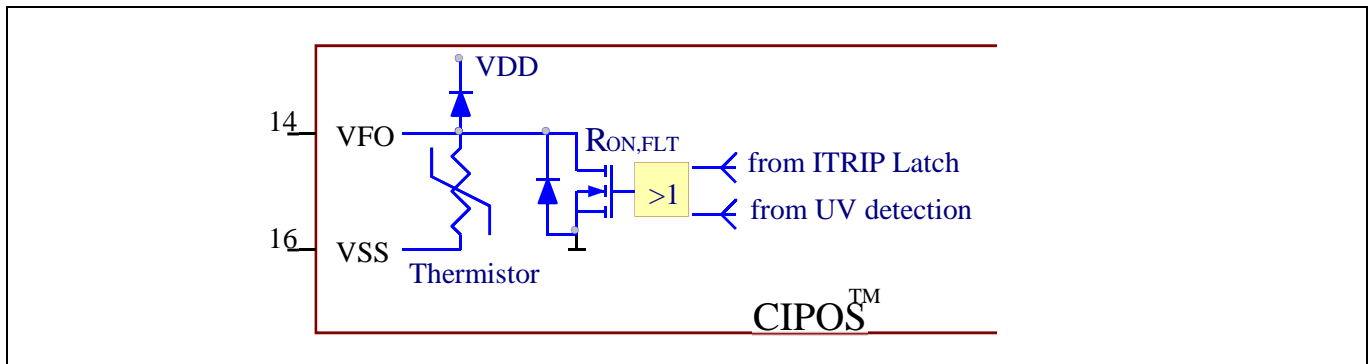 VDD
14 VFO
RON,FLT
from ITRIP Latch
>1
from UV detection
16 VSS
Thermistor
CIPOS™